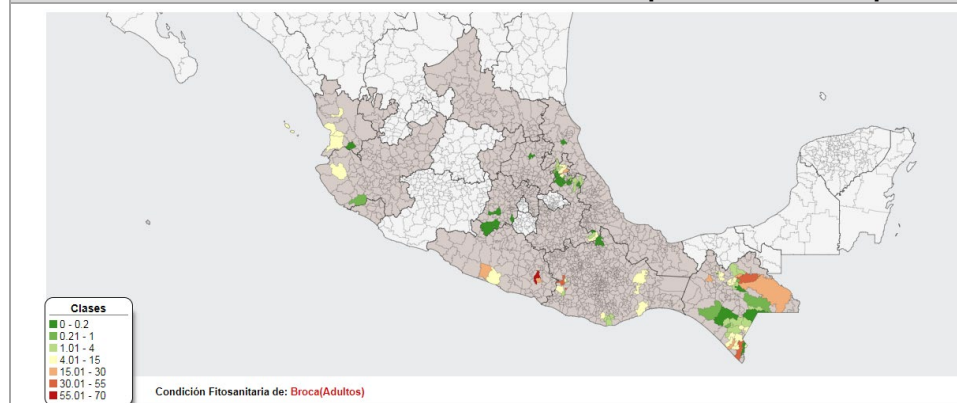 Clases
0 - 0.2
0.21 - 1
1.01 - 4
4.01 - 15
15.01 - 30
30.01 - 55
55.01 - 70
Condición Fitosanitaria de: Broca(Adultos)